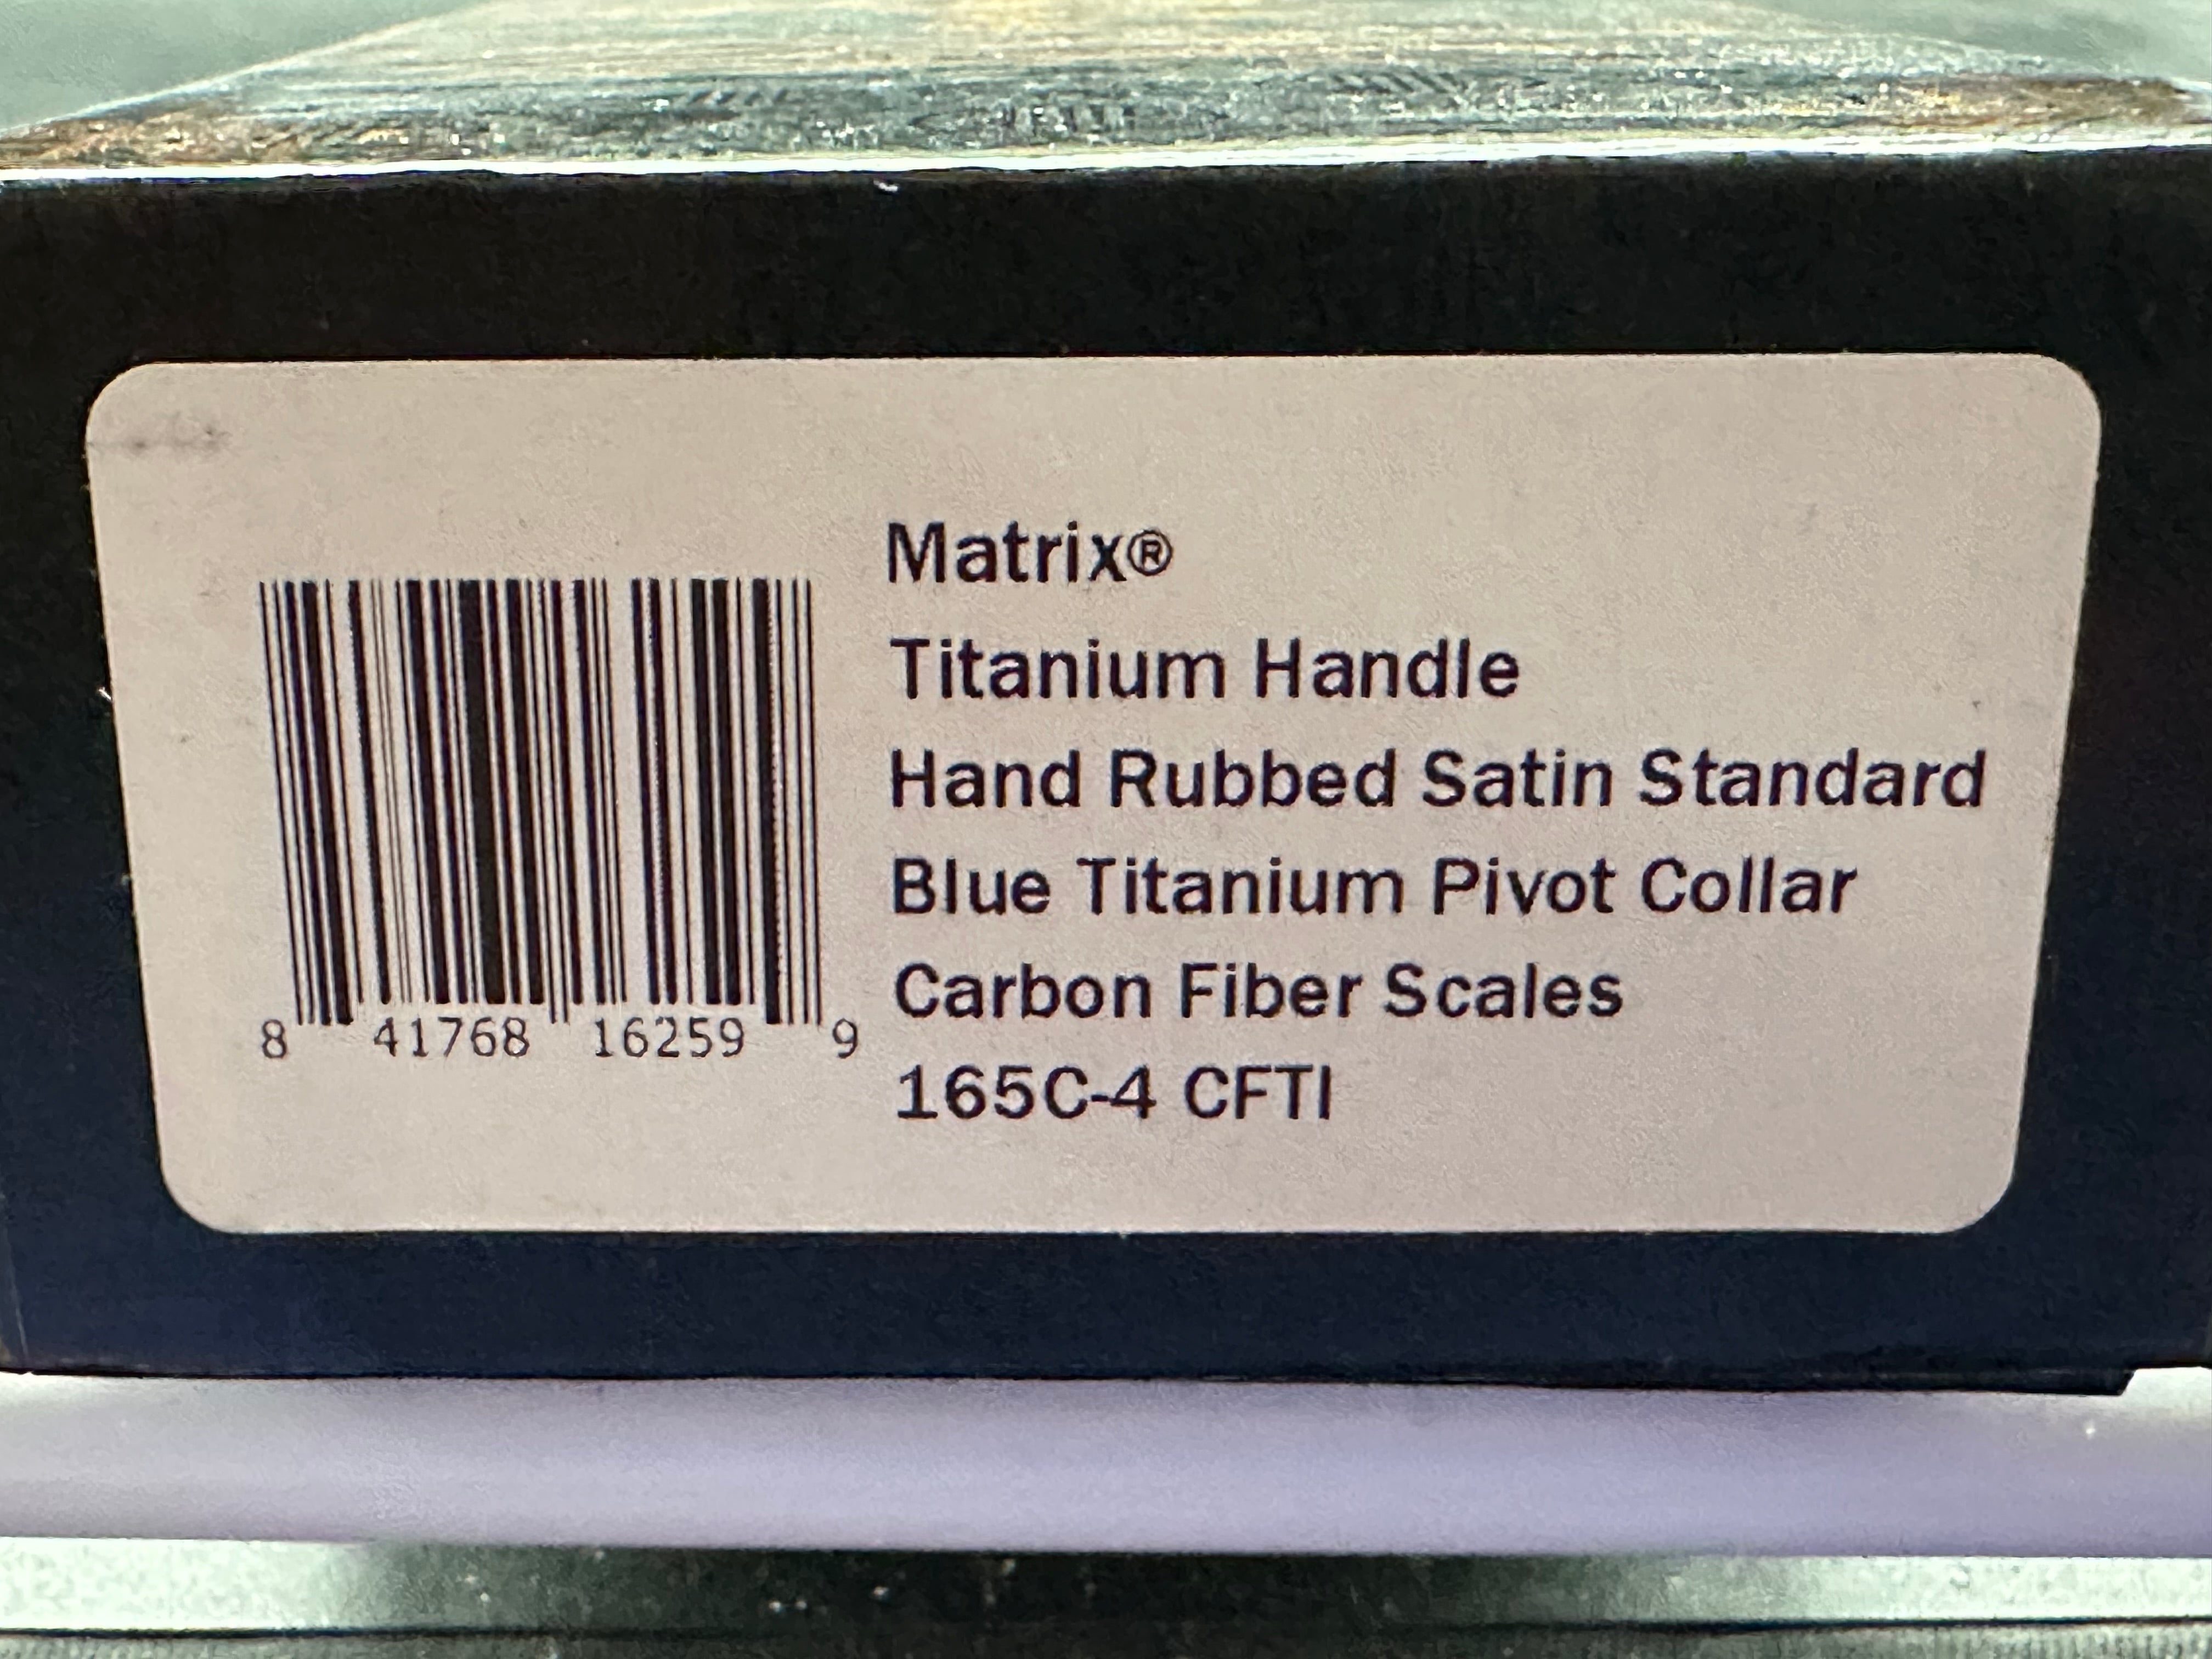 Matrix®
Titanium Handle
Hand Rubbed Satin Standard
Blue Titanium Pivot Collar
Carbon Fiber Scales
165C-4 CFTI
8 41768 16259 9